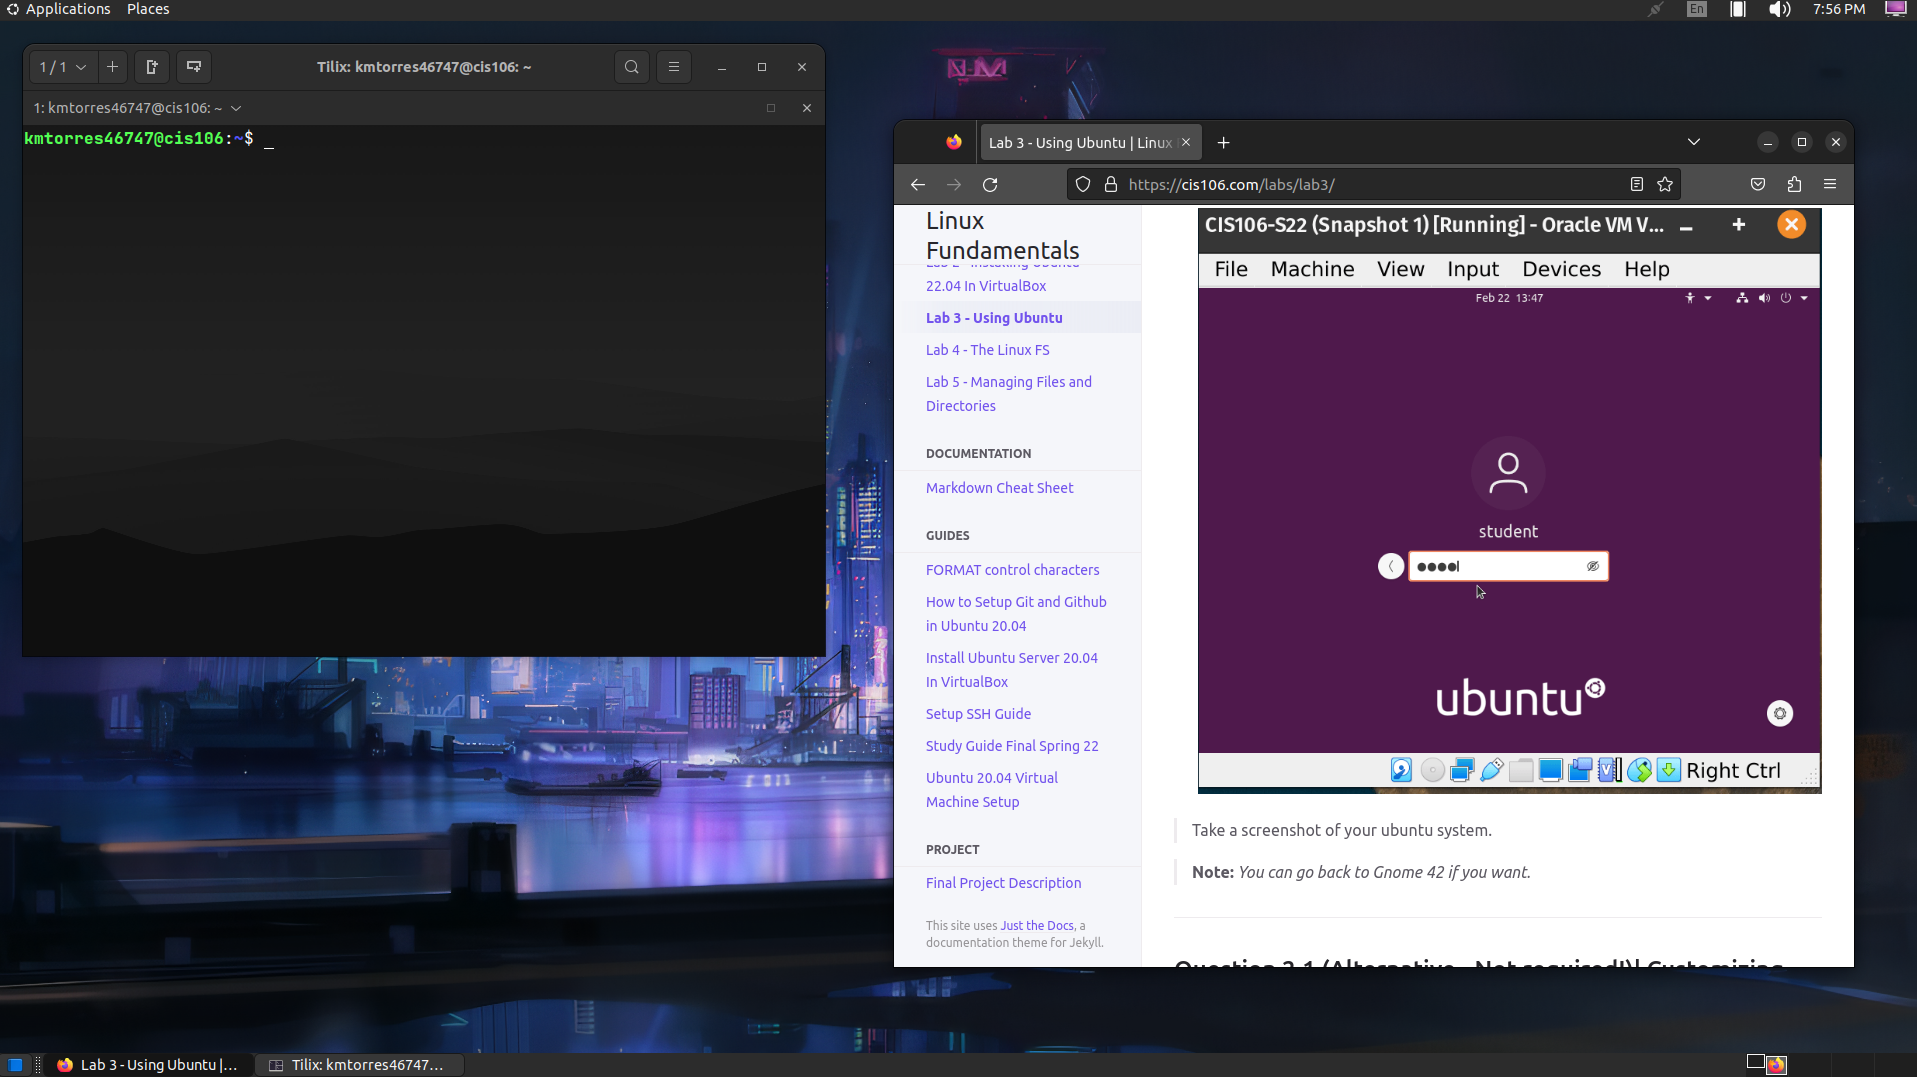 Applications Places
En
7:56 PM
1 / 1
Tilix: kmtorres46747@cis106: ~
1: kmtorres46747@cis106: ~
kmtorres46747@cis106:~$ _
Lab 3 - Using Ubuntu | Linux
https://cis106.com/labs/lab3/
Linux
Fundamentals
Lab 2 - Installing Ubuntu
22.04 In VirtualBox
Lab 3 - Using Ubuntu
Lab 4 - The Linux FS
Lab 5 - Managing Files and
Directories
DOCUMENTATION
Markdown Cheat Sheet
GUIDES
FORMAT control characters
How to Setup Git and Github
in Ubuntu 20.04
Install Ubuntu Server 20.04
In VirtualBox
Setup SSH Guide
Study Guide Final Spring 22
Ubuntu 20.04 Virtual
Machine Setup
PROJECT
Final Project Description
This site uses Just the Docs, a
documentation theme for Jekyll.
CIS106-S22 (Snapshot 1) [Running] - Oracle VM V...
File Machine View Input Devices Help
Feb 22 13:47
student
ubuntu
Right Ctrl
Take a screenshot of your ubuntu system.
Note: You can go back to Gnome 42 if you want.
Lab 3 - Using Ubuntu |...
Tilix: kmtorres46747...